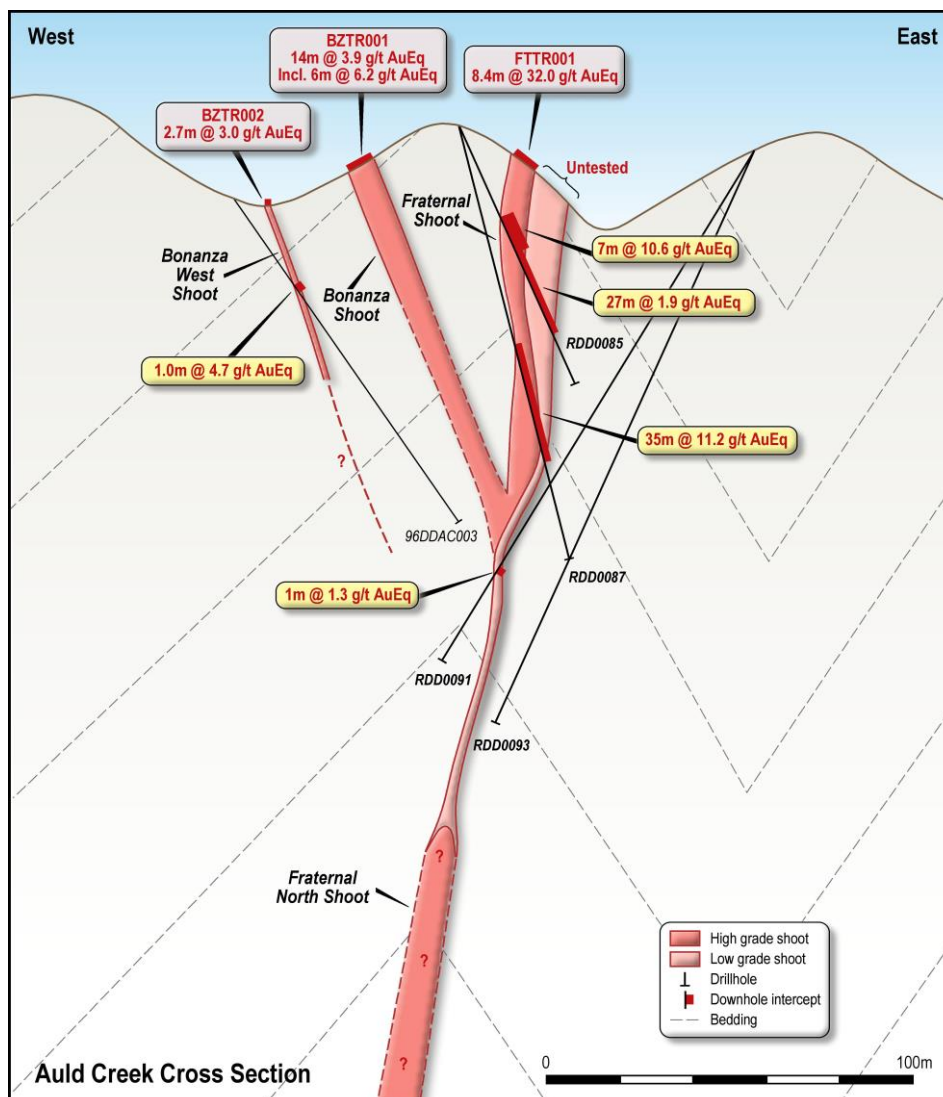 West
East
BZTR001
14m @ 3.9 g/t AuEq
Incl. 6m @ 6.2 g/t AuEq
FTTR001
8.4m @ 32.0 g/t AuEq
BZTR002
2.7m @ 3.0 g/t AuEq
Untested
Fraternal
Shoot
7m @ 10.6 g/t AuEq
Bonanza
West
Shoot
Bonanza
Shoot
27m @ 1.9 g/t AuEq
RDD0085
1.0m @ 4.7 g/t AuEq
35m @ 11.2 g/t AuEq
?
96DDAC003
RDD0087
1m @ 1.3 g/t AuEq
RDD0091
RDD0093
?
Fraternal
North Shoot
?
?
High grade shoot
Low grade shoot
Drillhole
Downhole intercept
Bedding
Auld Creek Cross Section
0
100m